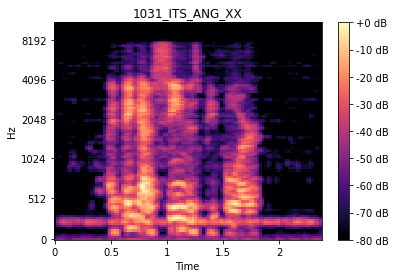 1031_ITS_ANG_XX
8192
4096
2048
1024
512
0
Hz
0
0.5
1
1.5
2
Time
+0 dB
-10 dB
-20 dB
-30 dB
-40 dB
-50 dB
-60 dB
-70 dB
-80 dB